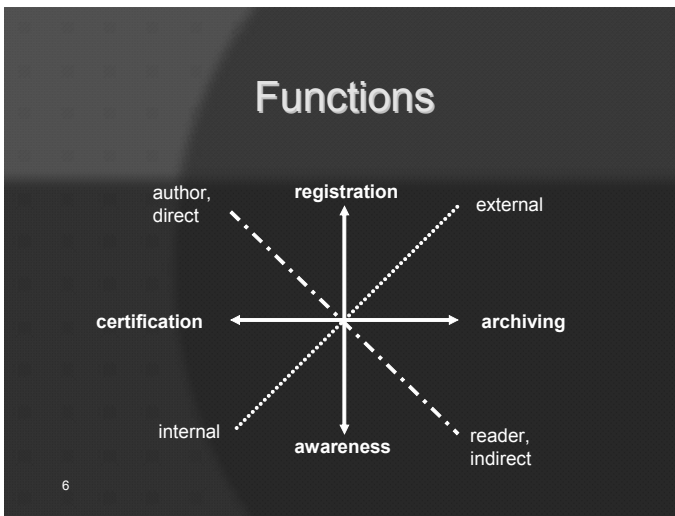 Functions
author,
direct
registration
external
certification
archiving
internal
awareness
reader,
indirect
6